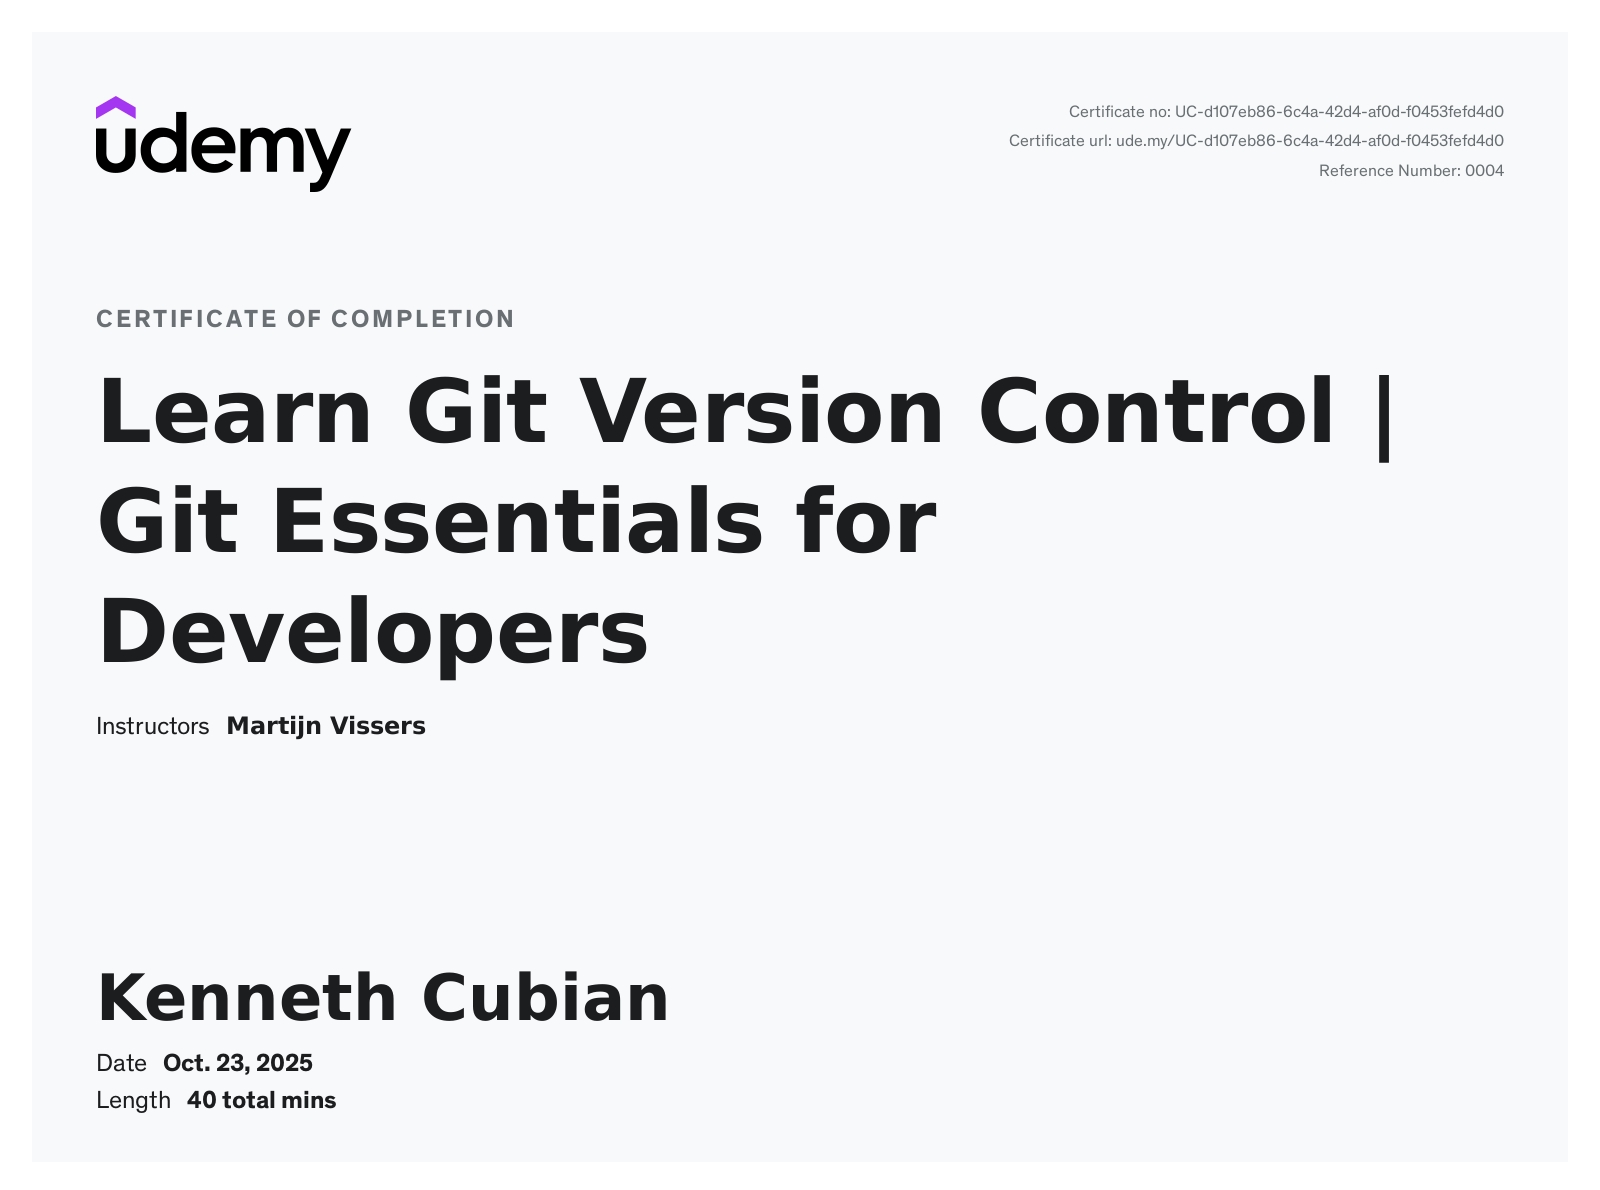 udemy
Certificate no: UC-d107eb86-6c4a-42d4-af0d-f0453fefd4d0
Certificate url: ude.my/UC-d107eb86-6c4a-42d4-af0d-f0453fefd4d0
Reference Number: 0004
CERTIFICATE OF COMPLETION
Learn Git Version Control |
Git Essentials for
Developers
Instructors Martijn Vissers
Kenneth Cubian
Date Oct. 23, 2025
Length 40 total mins